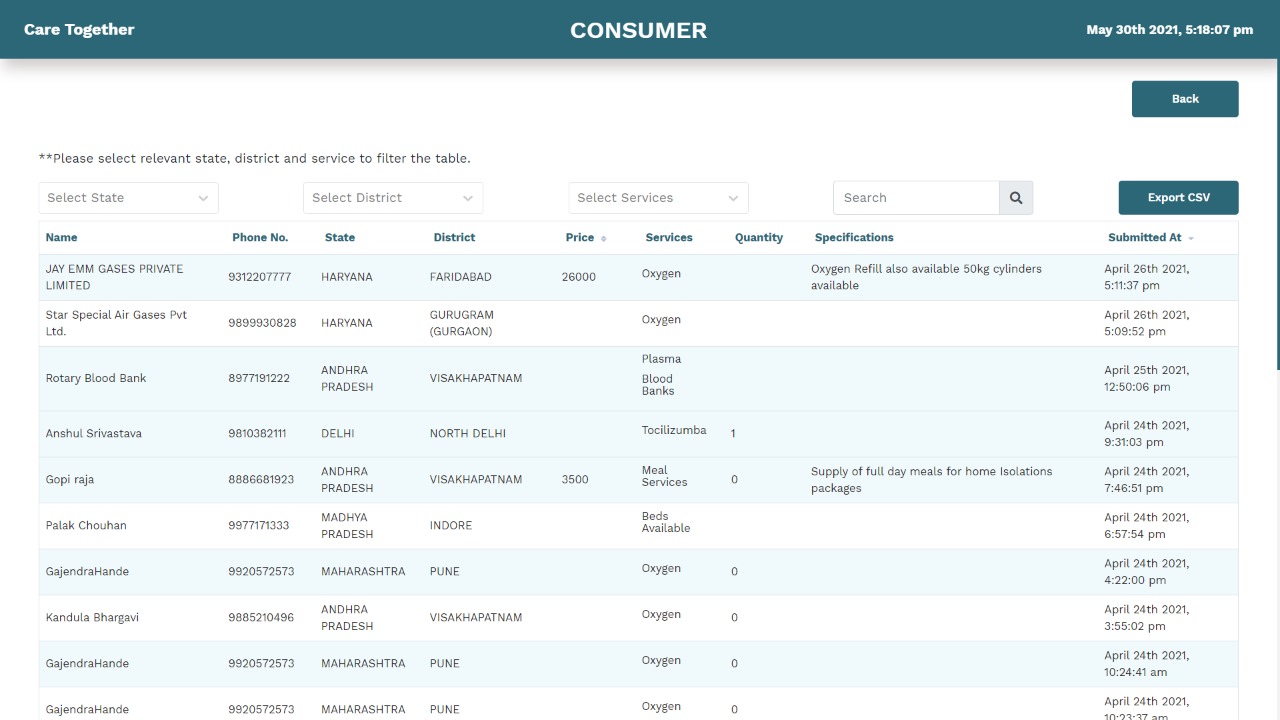 Care Together
CONSUMER
May 30th 2021, 5:18:07 pm
Back
**Please select relevant state, district and service to filter the table.
Select State
Select District
Select Services
Search
Export CSV
Name Phone No. State District Price Services Quantity Specifications Submitted At
JAY EMM GASES PRIVATE LIMITED 9312207777 HARYANA FARIDABAD 26000 Oxygen Oxygen Refill also available 50kg cylinders available April 26th 2021, 5:11:37 pm
Star Special Air Gases Pvt Ltd. 9899930828 HARYANA GURUGRAM (GURGAON) Oxygen April 26th 2021, 5:09:52 pm
Rotary Blood Bank 8977191222 ANDHRA PRADESH VISAKHAPATNAM Plasma Blood Banks April 25th 2021, 12:50:06 pm
Anshul Srivastava 9810382111 DELHI NORTH DELHI Tocilizumba 1 April 24th 2021, 9:31:03 pm
Gopi raja 8886681923 ANDHRA PRADESH VISAKHAPATNAM 3500 Meal Services 0 Supply of full day meals for home Isolations packages April 24th 2021, 7:46:51 pm
Palak Chouhan 9977171333 MADHYA PRADESH INDORE Beds Available April 24th 2021, 6:57:54 pm
GajendraHande 9920572573 MAHARASHTRA PUNE Oxygen 0 April 24th 2021, 4:22:00 pm
Kandula Bhargavi 9885210496 ANDHRA PRADESH VISAKHAPATNAM Oxygen 0 April 24th 2021, 3:55:02 pm
GajendraHande 9920572573 MAHARASHTRA PUNE Oxygen 0 April 24th 2021, 10:24:41 am
GajendraHande 9920572573 MAHARASHTRA PUNE Oxygen 0 April 24th 2021, 10:23:37 am